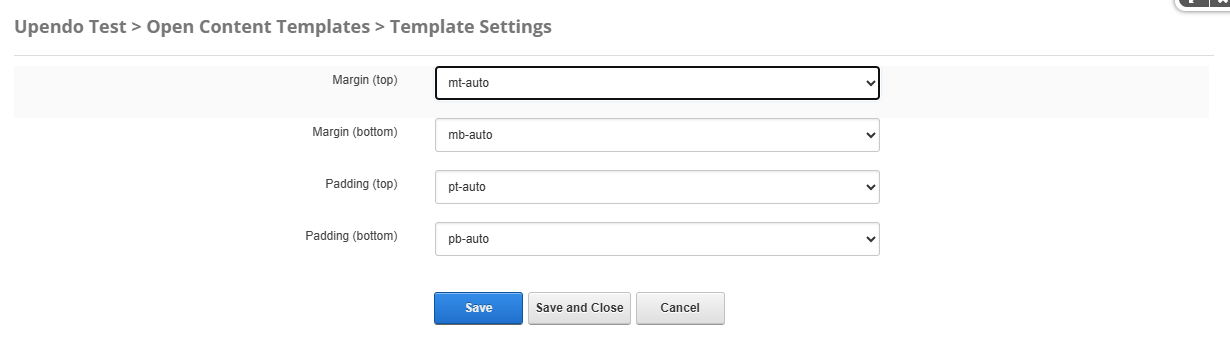 Upendo Test > Open Content Templates > Template Settings
Margin (top) mt-auto
Margin (bottom) mb-auto
Padding (top) pt-auto
Padding (bottom) pb-auto
Save Save and Close Cancel